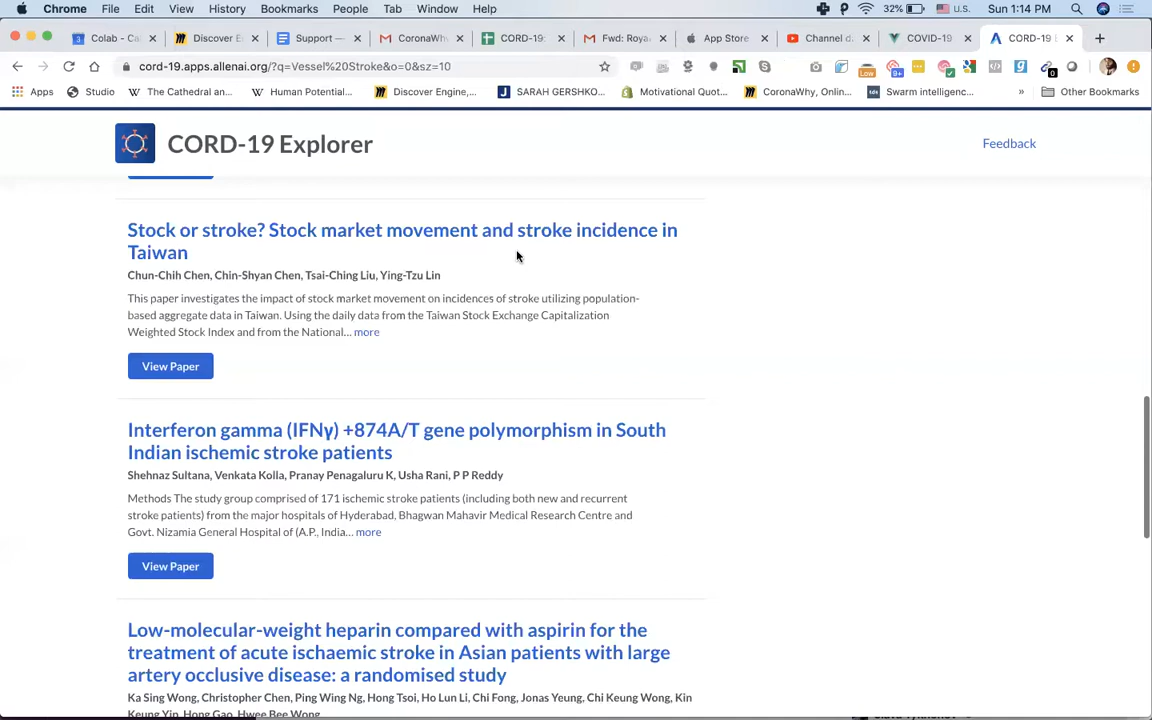 Chrome File Edit View History Bookmarks People Tab Window Help 32% U.S. Sun 1:14 PM
Colab - Ca Discover E Support — CoronaWh CORD-19: Fwd: Roya App Store Channel d COVID-19 CORD-19 E
cord-19.apps.allenai.org/?q=Vessel%20Stroke&o=0&sz=10
Low 9+ 0
Apps Studio The Cathedral an... Human Potential... Discover Engine,... SARAH GERSHKO... Motivational Quot... CoronaWhy, Onlin... Swarm intelligenc... » Other Bookmarks
CORD-19 Explorer
Feedback
Stock or stroke? Stock market movement and stroke incidence in
Taiwan
Chun-Chih Chen, Chin-Shyan Chen, Tsai-Ching Liu, Ying-Tzu Lin
This paper investigates the impact of stock market movement on incidences of stroke utilizing population-
based aggregate data in Taiwan. Using the daily data from the Taiwan Stock Exchange Capitalization
Weighted Stock Index and from the National... more
View Paper
Interferon gamma (IFNγ) +874A/T gene polymorphism in South
Indian ischemic stroke patients
Shehnaz Sultana, Venkata Kolla, Pranay Penagaluru K, Usha Rani, P P Reddy
Methods The study group comprised of 171 ischemic stroke patients (including both new and recurrent
stroke patients) from the major hospitals of Hyderabad, Bhagwan Mahavir Medical Research Centre and
Govt. Nizamia General Hospital of (A.P., India... more
View Paper
Low-molecular-weight heparin compared with aspirin for the
treatment of acute ischaemic stroke in Asian patients with large
artery occlusive disease: a randomised study
Ka Sing Wong, Christopher Chen, Ping Wing Ng, Hong Tsoi, Ho Lun Li, Chi Fong, Jonas Yeung, Chi Keung Wong, Kin
Keung Yin, Hong Gao, Hwee Bee Wong